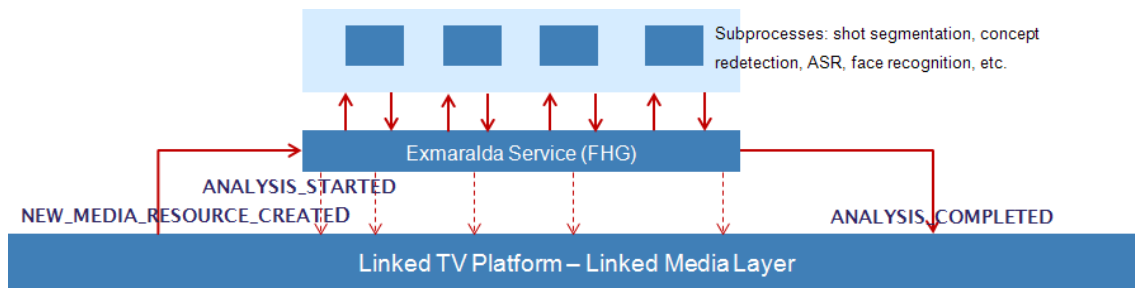 Subprocesses: shot segmentation, concept
redetection, ASR, face recognition, etc.
Exmaralda Service (FHG)
ANALYSIS_STARTED
NEW_MEDIA_RESOURCE_CREATED
ANALYSIS_COMPLETED
Linked TV Platform – Linked Media Layer